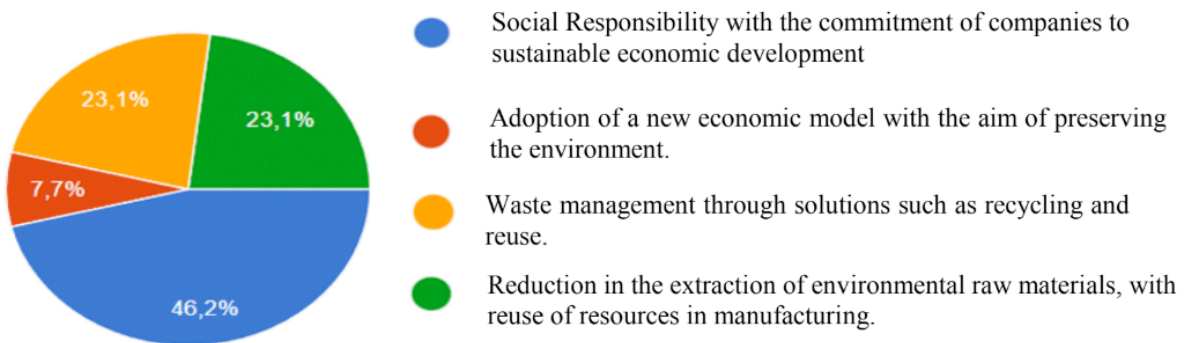 23,1%
23,1%
7,7%
46,2%
Social Responsibility with the commitment of companies to
sustainable economic development
Adoption of a new economic model with the aim of preserving
the environment.
Waste management through solutions such as recycling and
reuse.
Reduction in the extraction of environmental raw materials, with
reuse of resources in manufacturing.